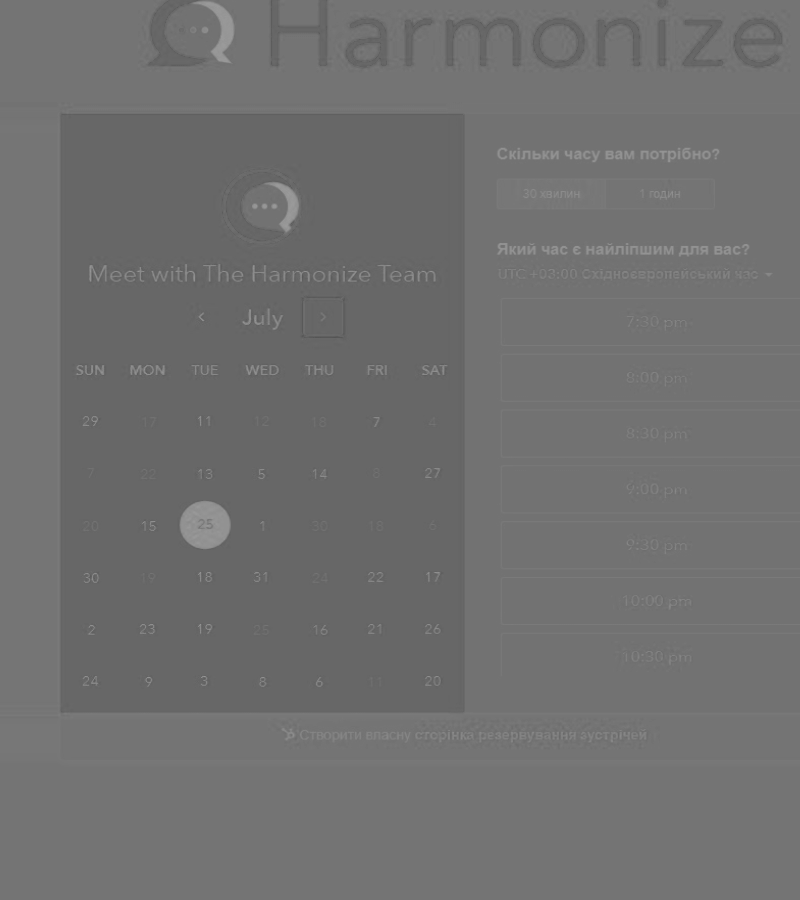 Harmonize
Meet with The Harmonize Team
July
SUN MON TUE WED THU FRI SAT
29 17 11 12 18 7 4
7 22 13 5 14 8 27
20 15 25 1 30 18 6
30 19 18 31 24 22 17
2 23 19 25 16 21 26
24 9 3 8 6 11 20
Скільки часу вам потрібно?
30 хвилин 1 годин
Який час є найліпшим для вас?
UTC +03:00 Східноєвропейський час
7:30 pm
8:00 pm
8:30 pm
9:00 pm
9:30 pm
10:00 pm
10:30 pm
Створити власну сторінка резервування зустрічей